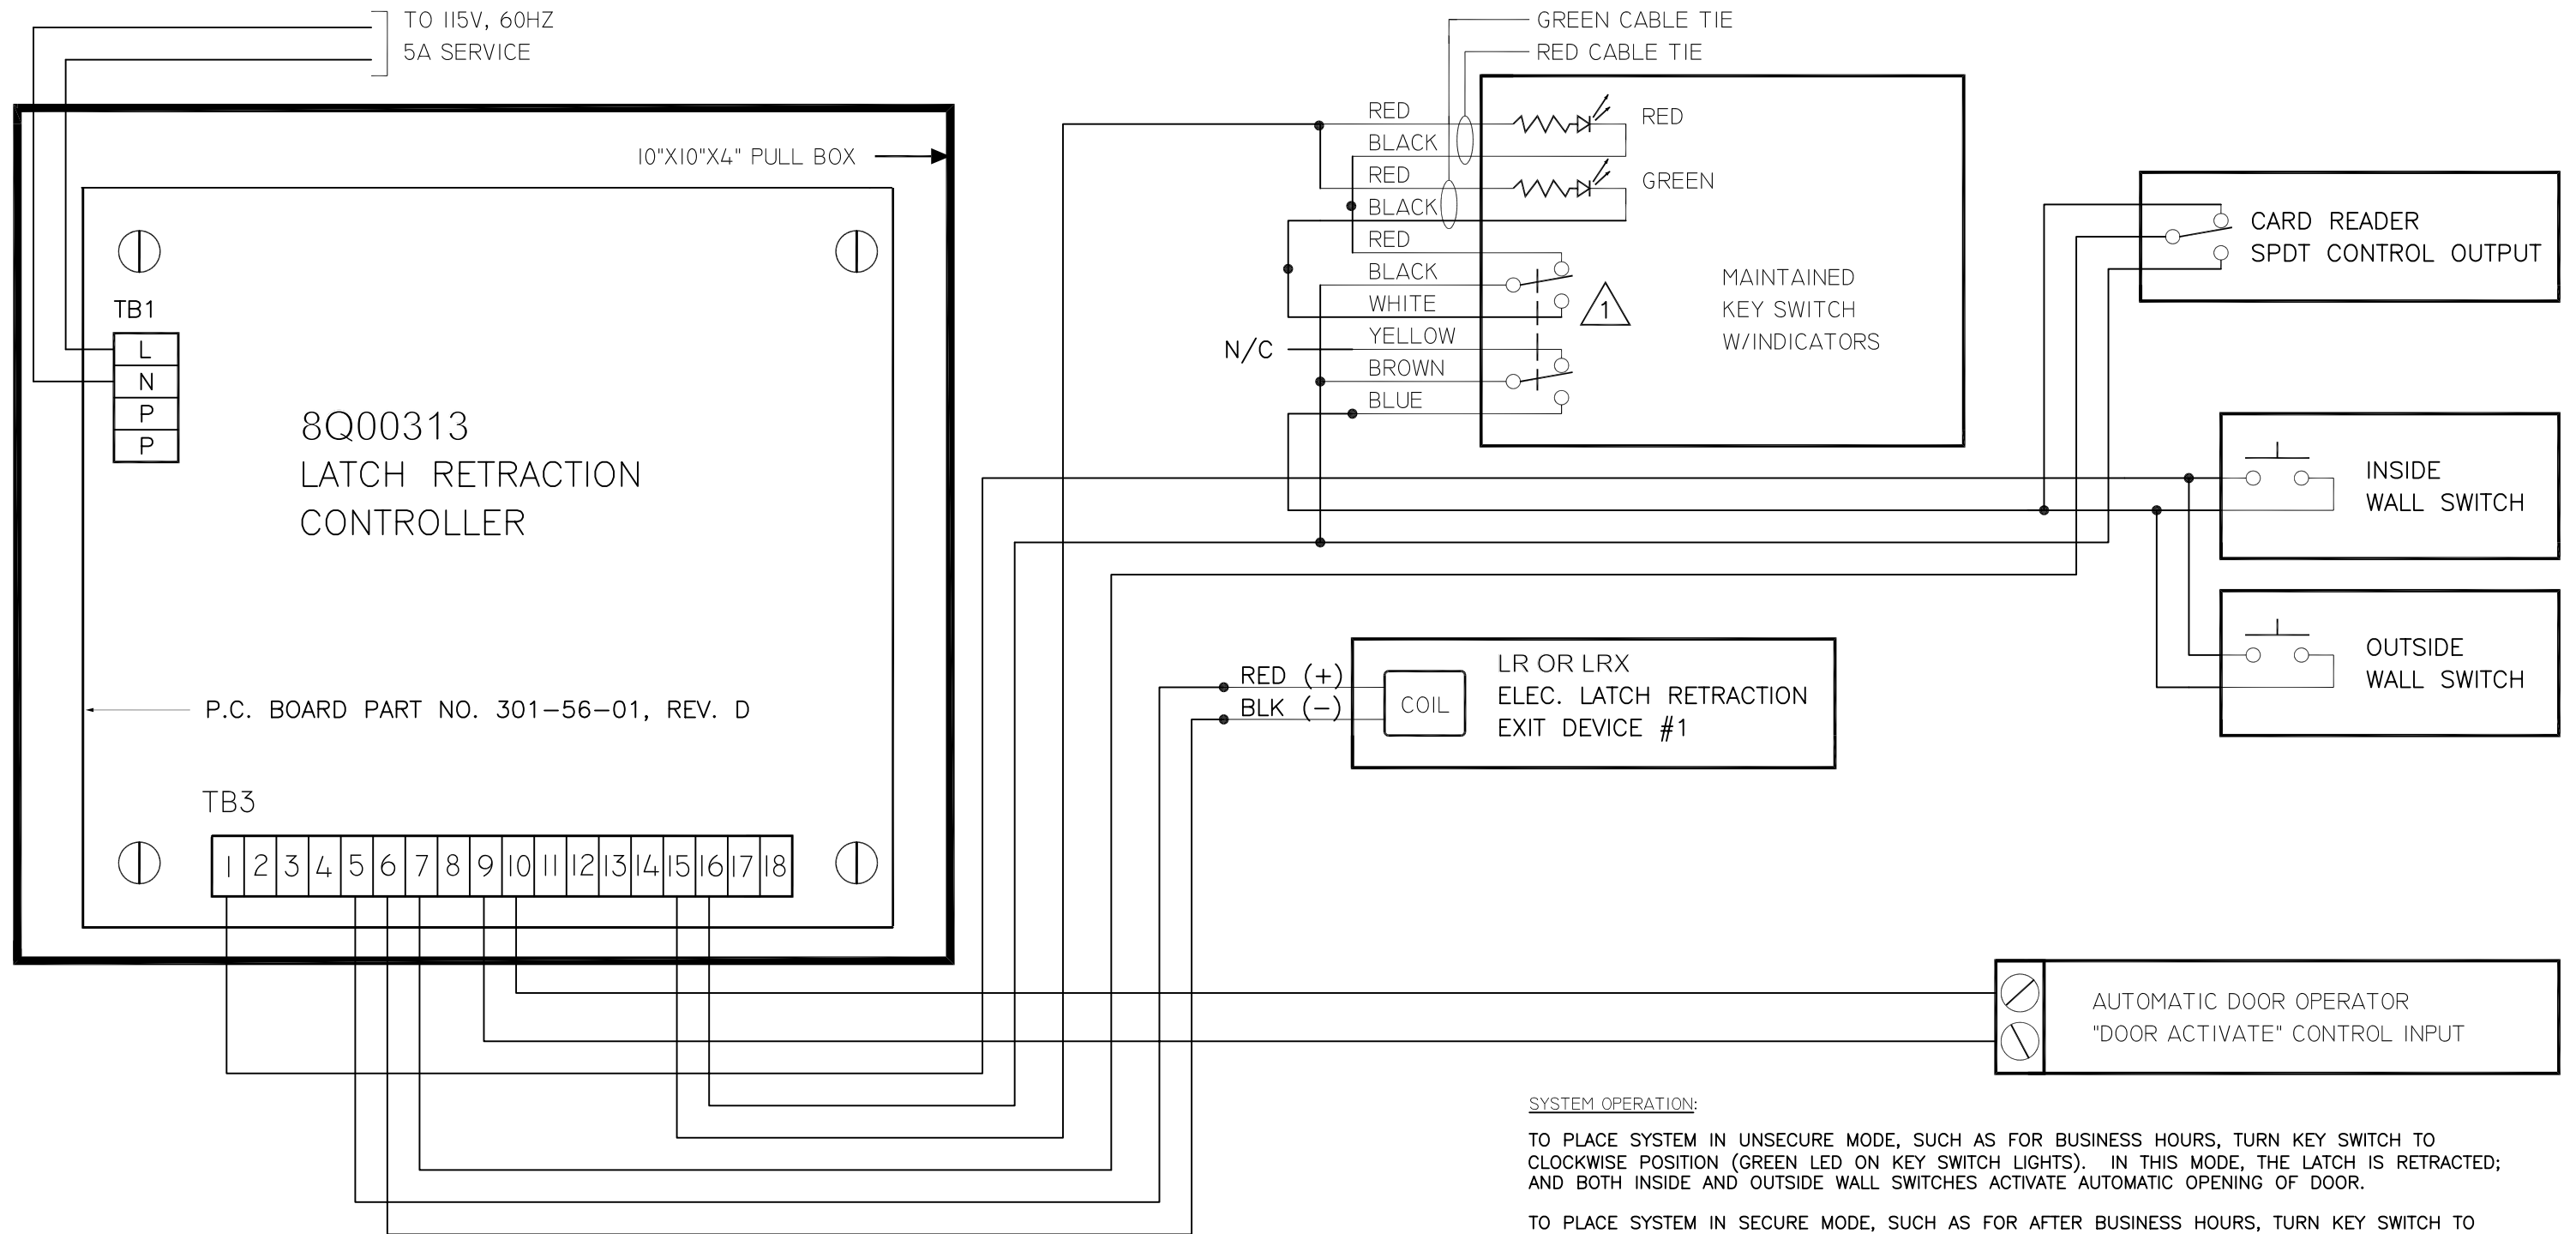 TO 115V, 60HZ
5A SERVICE
10"X10"X4" PULL BOX
TB1
L
N
P
P
8Q00313
LATCH RETRACTION
CONTROLLER
P.C. BOARD PART NO. 301-56-01, REV. D
TB3
1 2 3 4 5 6 7 8 9 10 11 12 13 14 15 16 17 18
GREEN CABLE TIE
RED CABLE TIE
RED
BLACK
RED
BLACK
RED
BLACK
WHITE
YELLOW
BROWN
BLUE
N/C
RED
GREEN
1
MAINTAINED
KEY SWITCH
W/INDICATORS
CARD READER
SPDT CONTROL OUTPUT
INSIDE
WALL SWITCH
OUTSIDE
WALL SWITCH
RED (+)
BLK (-)
COIL
LR OR LRX
ELEC. LATCH RETRACTION
EXIT DEVICE #1
AUTOMATIC DOOR OPERATOR
"DOOR ACTIVATE" CONTROL INPUT
SYSTEM OPERATION:
TO PLACE SYSTEM IN UNSECURE MODE, SUCH AS FOR BUSINESS HOURS, TURN KEY SWITCH TO
CLOCKWISE POSITION (GREEN LED ON KEY SWITCH LIGHTS). IN THIS MODE, THE LATCH IS RETRACTED;
AND BOTH INSIDE AND OUTSIDE WALL SWITCHES ACTIVATE AUTOMATIC OPENING OF DOOR.
TO PLACE SYSTEM IN SECURE MODE, SUCH AS FOR AFTER BUSINESS HOURS, TURN KEY SWITCH TO